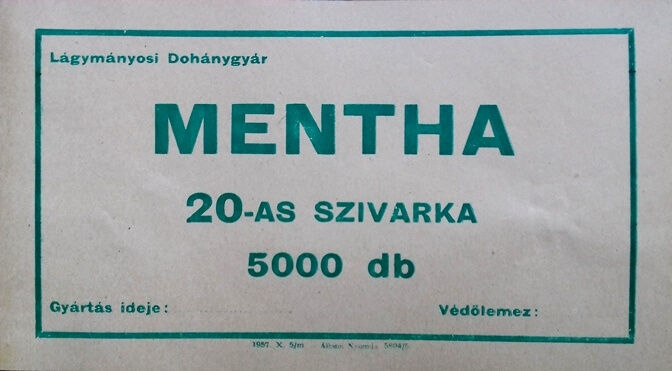 Lágymányosi Dohánygyár
MENTHA
20-AS SZIVARKA
5000 db
Gyártás ideje: Védőlemez:
1957. X. 5/m